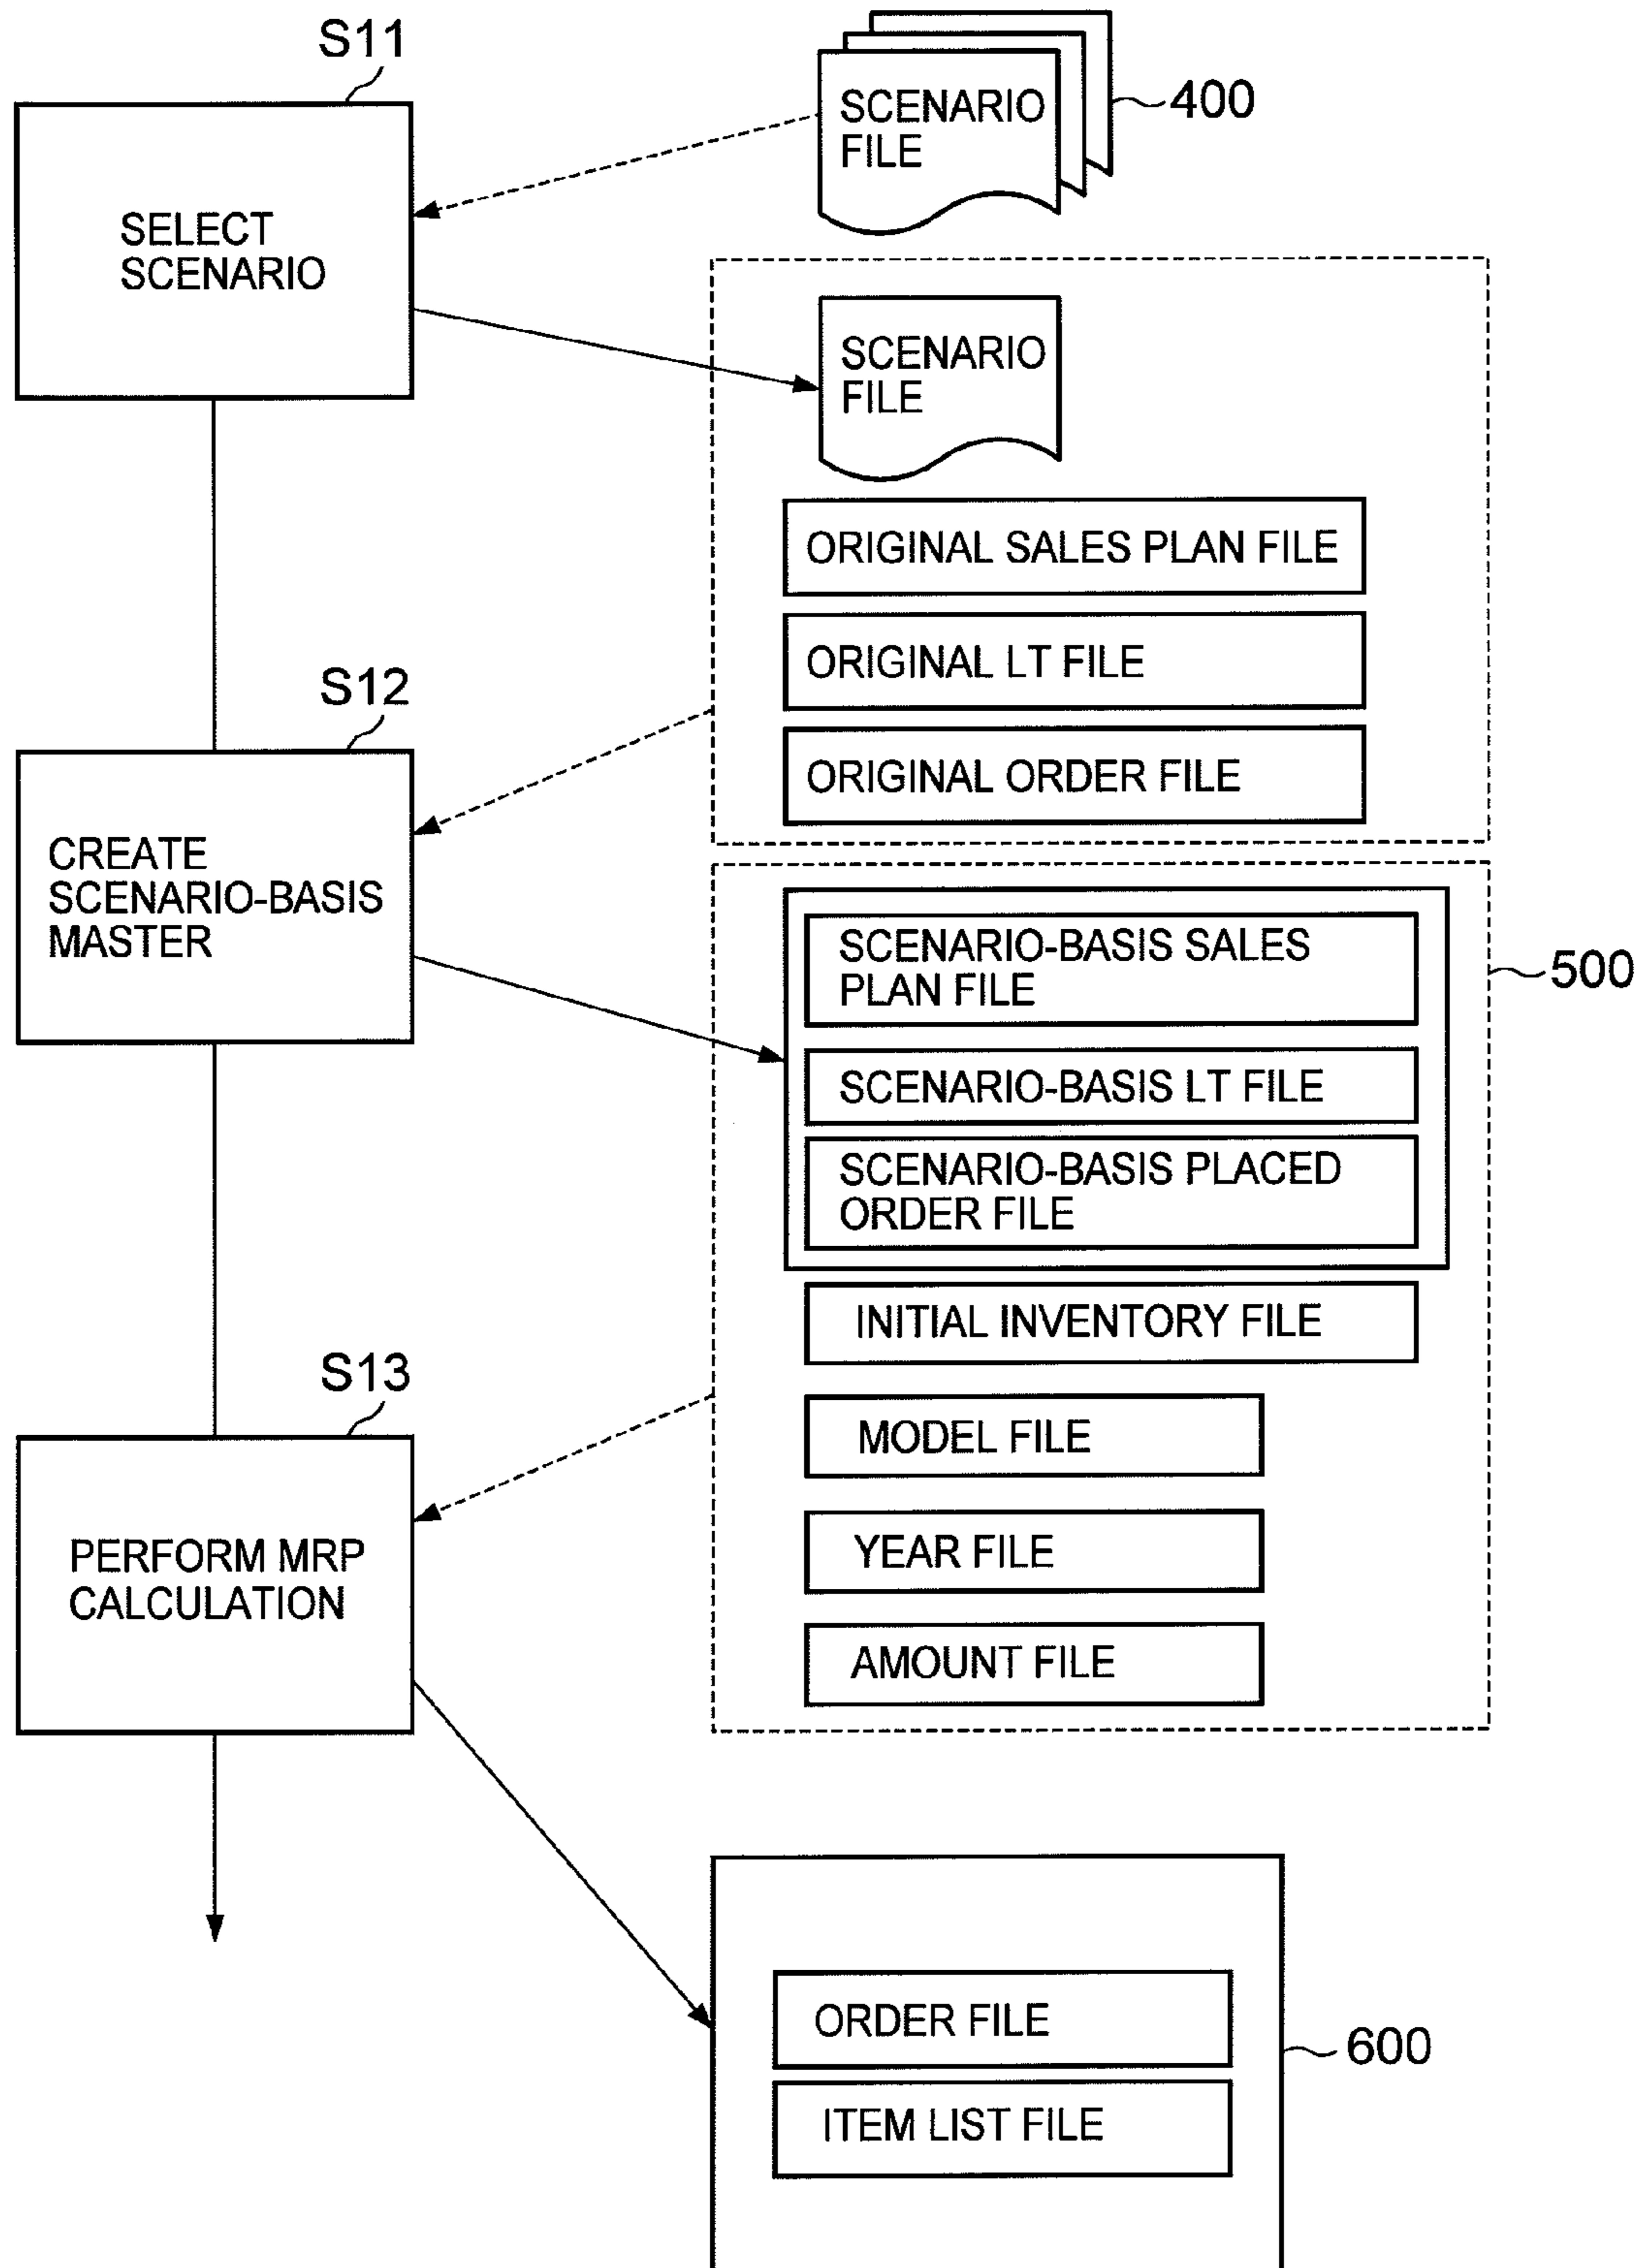 S11
SCENARIO
FILE
400
SELECT
SCENARIO
SCENARIO
FILE
ORIGINAL SALES PLAN FILE
ORIGINAL LT FILE
S12
ORIGINAL ORDER FILE
CREATE
SCENARIO-BASIS
MASTER
SCENARIO-BASIS SALES
PLAN FILE
500
SCENARIO-BASIS LT FILE
SCENARIO-BASIS PLACED
ORDER FILE
INITIAL INVENTORY FILE
S13
MODEL FILE
PERFORM MRP
CALCULATION
YEAR FILE
AMOUNT FILE
ORDER FILE
600
ITEM LIST FILE